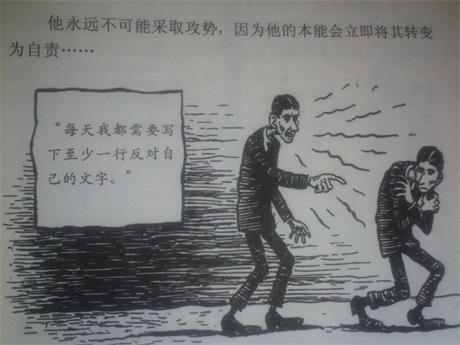 他永远不可能采取攻势，因为他的本能会立即将其转变
为自责……
“每天我都需要写
下至少一行反对自
己的文字。”